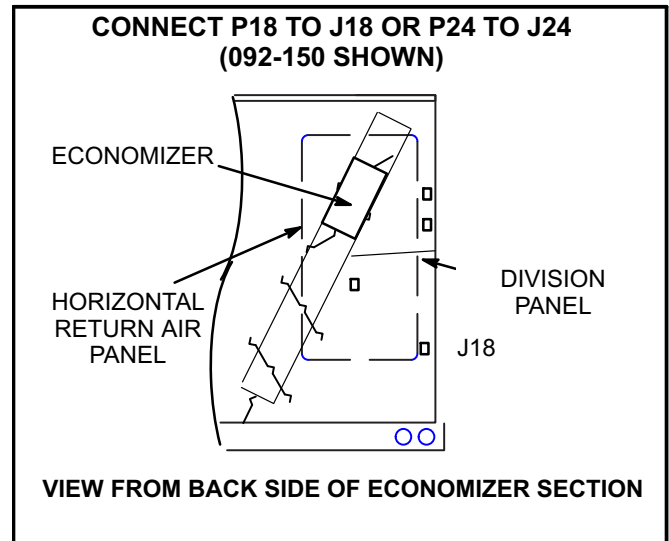 CONNECT P18 TO J18 OR P24 TO J24
(092-150 SHOWN)
ECONOMIZER
HORIZONTAL
RETURN AIR
PANEL
DIVISION
PANEL
J18
VIEW FROM BACK SIDE OF ECONOMIZER SECTION